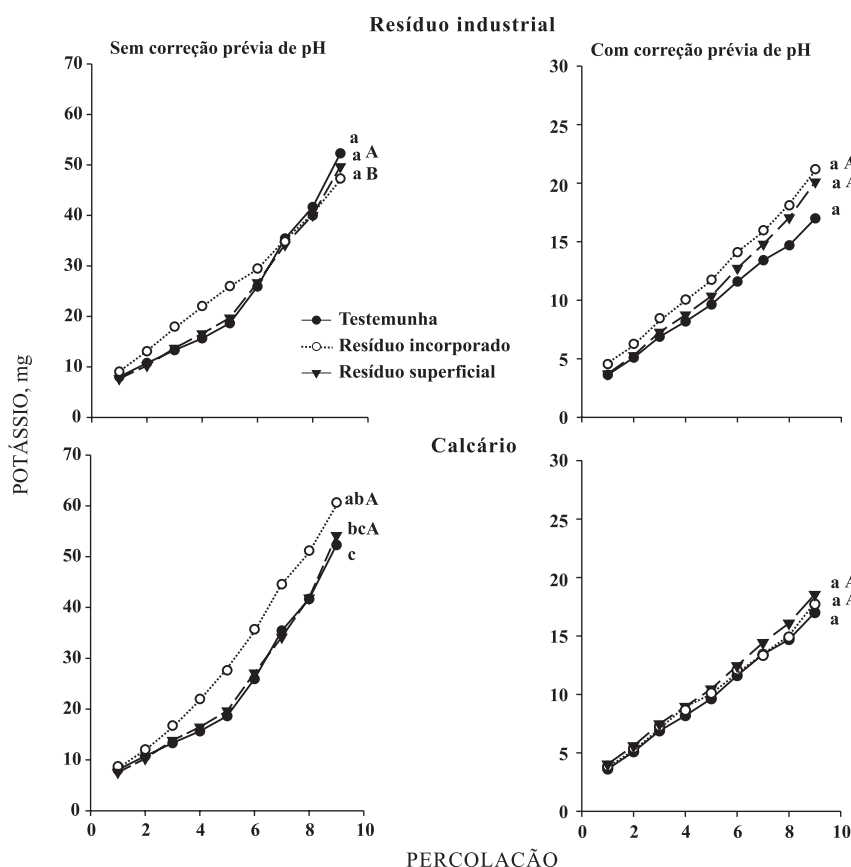 Resíduo industrial
Sem correção prévia de pH
Com correção prévia de pH
70
60
50
40
30
20
10
0
a
a A
a B
Testemunha
Resíduo incorporado
Resíduo superficial
30
25
20
15
10
5
0
a A
a A
a
POTÁSSIO, mg
Calcário
70
60
50
40
30
20
10
0
abA
bcA
c
0 2 4 6 8 10
30
25
20
15
10
5
0
a A
a A
a
0 2 4 6 8 10
PERCOLAÇÃO